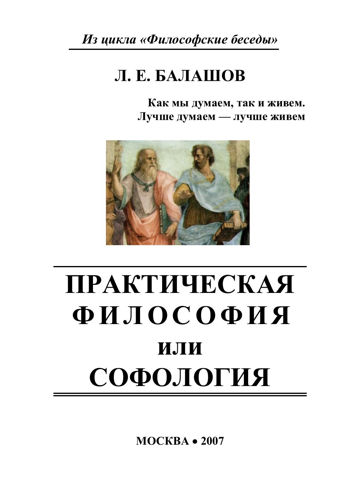 Из цикла «Философские беседы»
Л. Е. БАЛАШОВ
Как мы думаем, так и живем.
Лучше думаем — лучше живем
ПРАКТИЧЕСКАЯ
ФИЛОСОФИЯ
или
СОФОЛОГИЯ
МОСКВА • 2007